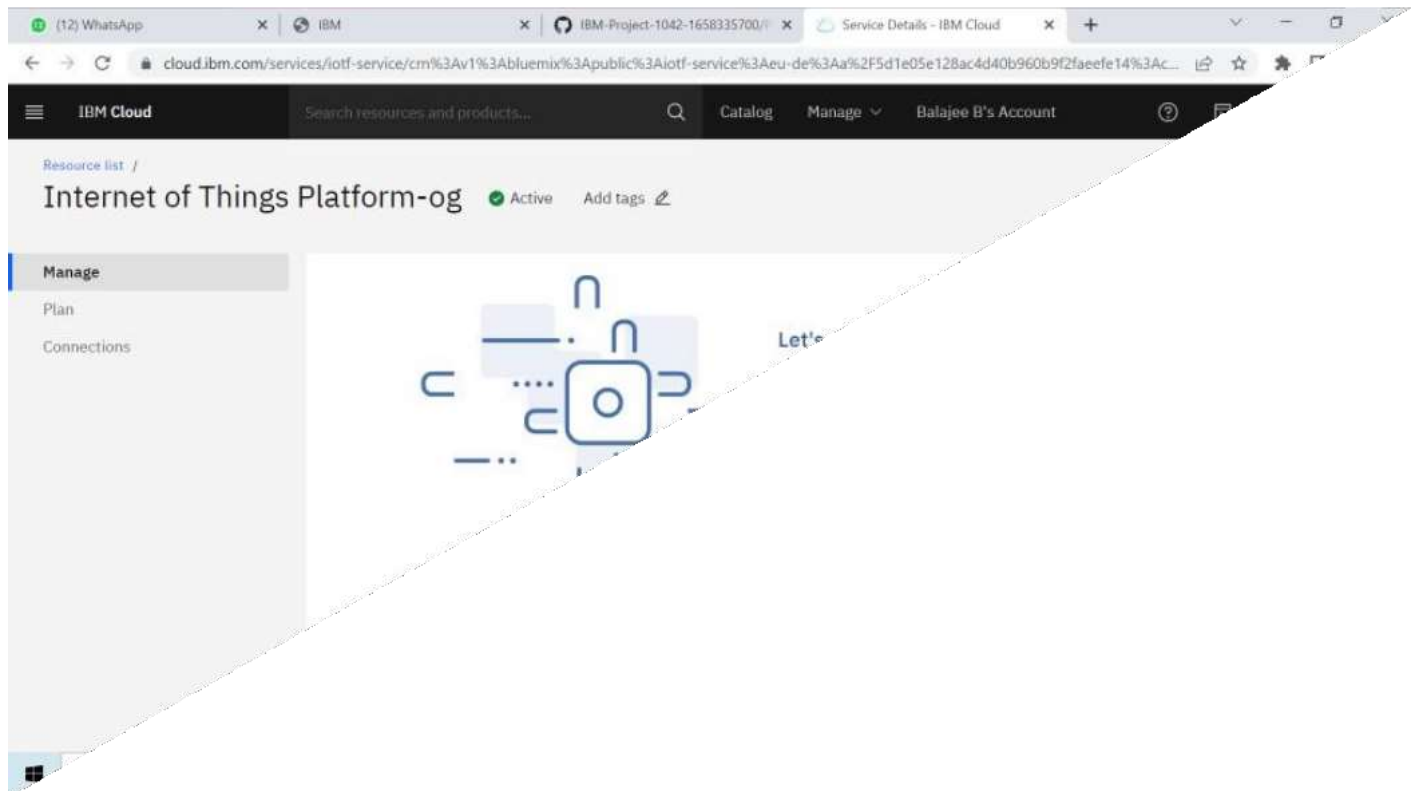 (12) WhatsApp
IBM
IBM-Project-1042-1658335700/
Service Details - IBM Cloud
cloud.ibm.com/services/iotf-service/crn%3Av1%3Abluemix%3Apublic%3Aiotf-service%3Aeu-de%3Aa%2F5d1e05e128ac4d40b960b9f2faeefe14%3Ac...
IBM Cloud
Search resources and products...
Catalog
Manage
Balajee B's Account
Resource list /
Internet of Things Platform-og
Active
Add tags
Manage
Plan
Connections
Let's